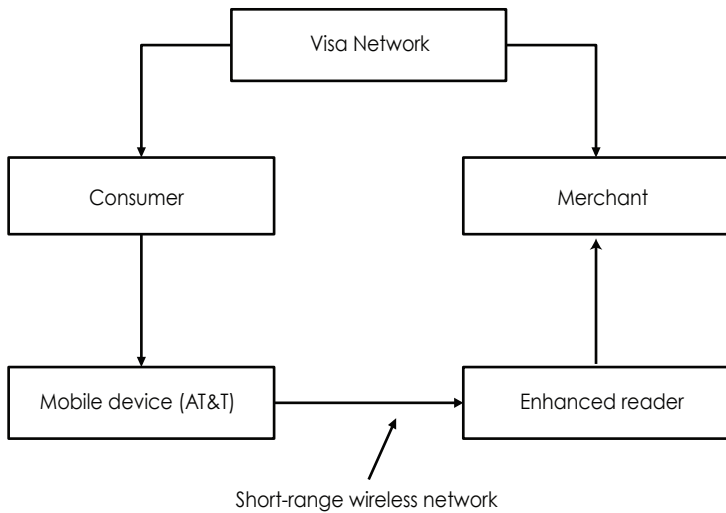 Visa Network
Consumer
Merchant
Mobile device (AT&T)
Enhanced reader
Short-range wireless network